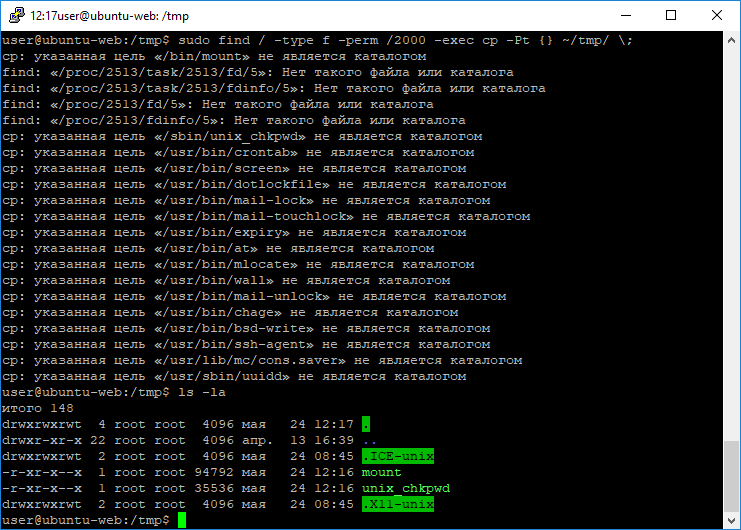 12:17user@ubuntu-web: /tmp
user@ubuntu-web:/tmp$ sudo find / -type f -perm /2000 -exec cp -Pt {} ~/tmp/ \;
cp: указанная цель «/bin/mount» не является каталогом
find: «/proc/2513/task/2513/fd/5»: Нет такого файла или каталога
find: «/proc/2513/task/2513/fdinfo/5»: Нет такого файла или каталога
find: «/proc/2513/fd/5»: Нет такого файла или каталога
find: «/proc/2513/fdinfo/5»: Нет такого файла или каталога
cp: указанная цель «/sbin/unix_chkpwd» не является каталогом
cp: указанная цель «/usr/bin/crontab» не является каталогом
cp: указанная цель «/usr/bin/screen» не является каталогом
cp: указанная цель «/usr/bin/dotlockfile» не является каталогом
cp: указанная цель «/usr/bin/mail-lock» не является каталогом
cp: указанная цель «/usr/bin/mail-touchlock» не является каталогом
cp: указанная цель «/usr/bin/expiry» не является каталогом
cp: указанная цель «/usr/bin/at» не является каталогом
cp: указанная цель «/usr/bin/mlocate» не является каталогом
cp: указанная цель «/usr/bin/wall» не является каталогом
cp: указанная цель «/usr/bin/mail-unlock» не является каталогом
cp: указанная цель «/usr/bin/chage» не является каталогом
cp: указанная цель «/usr/bin/bsd-write» не является каталогом
cp: указанная цель «/usr/bin/ssh-agent» не является каталогом
cp: указанная цель «/usr/lib/mc/cons.saver» не является каталогом
cp: указанная цель «/usr/sbin/uuidd» не является каталогом
user@ubuntu-web:/tmp$ ls -la
итого 148
drwxrwxrwt  4 root root  4096 мая   24 12:17 .
drwxr-xr-x 22 root root  4096 апр.  13 16:39 ..
drwxrwxrwt  2 root root  4096 мая   24 08:45 .ICE-unix
-r-xr-x--x  1 root root 94792 мая   24 12:16 mount
-r-xr-x--x  1 root root 35536 мая   24 12:16 unix_chkpwd
drwxrwxrwt  2 root root  4096 мая   24 08:45 .X11-unix
user@ubuntu-web:/tmp$